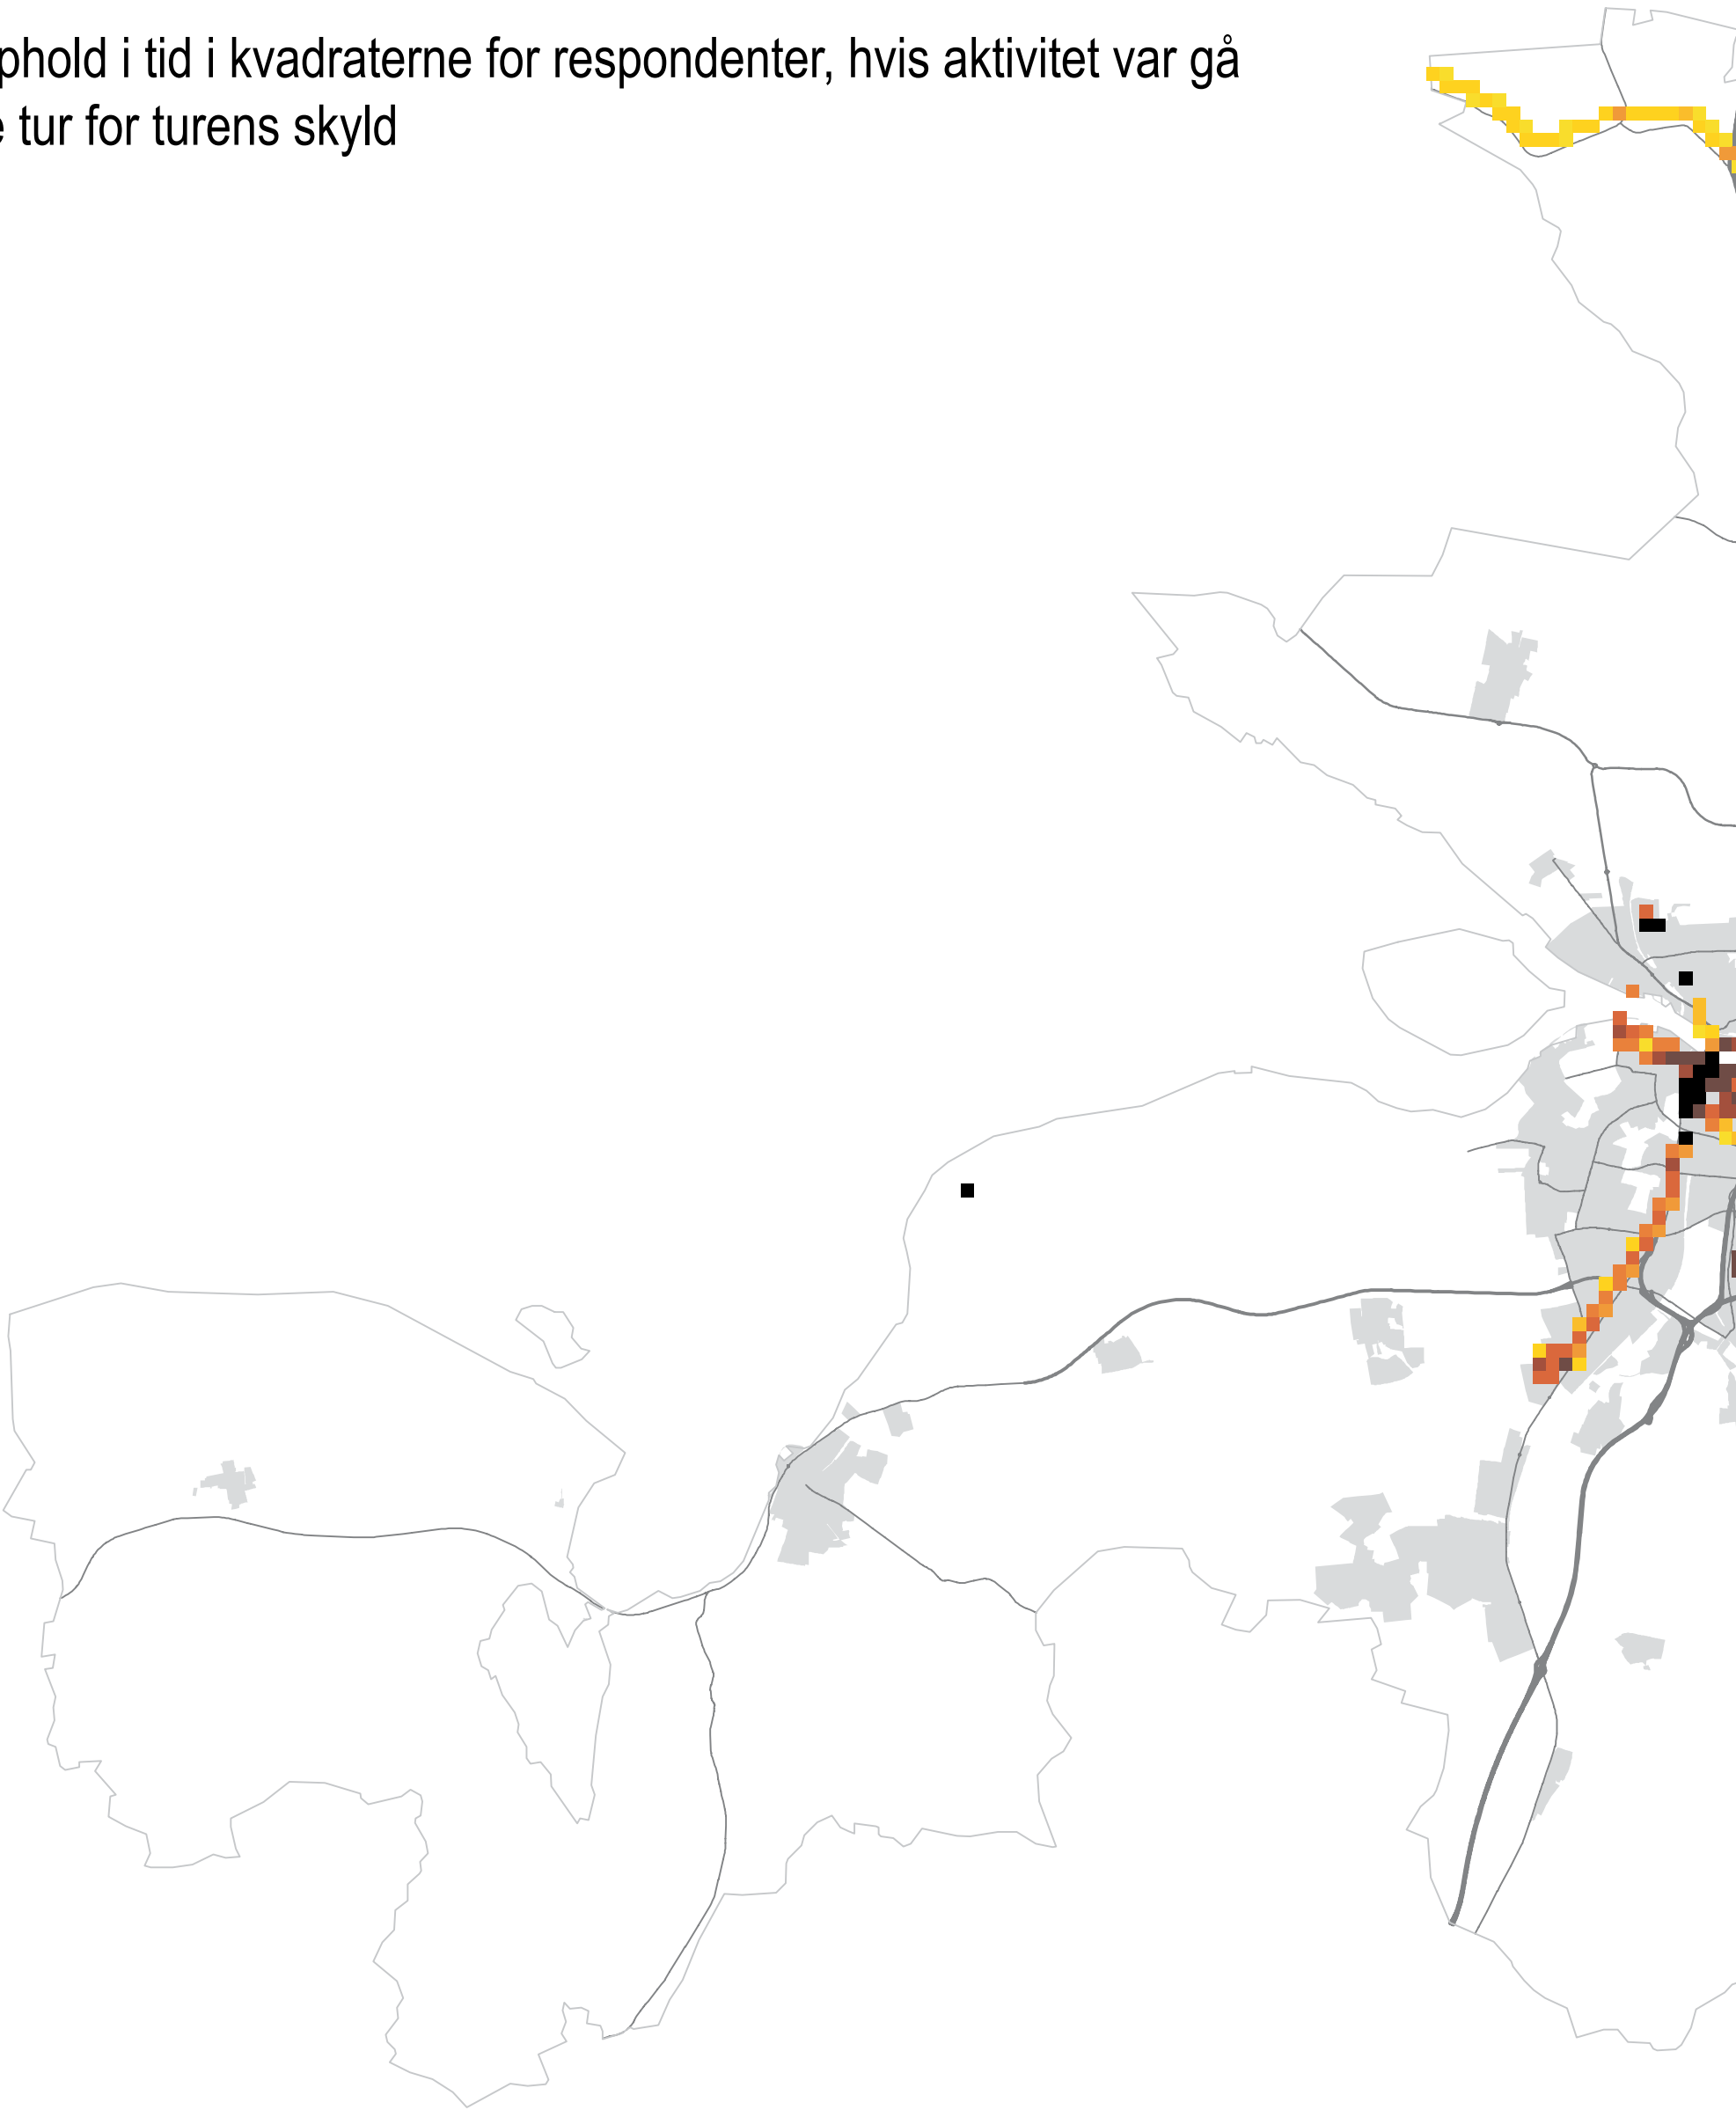 phold i tid i kvadraterne for respondenter, hvis aktivitet var gå
e tur for turens skyld